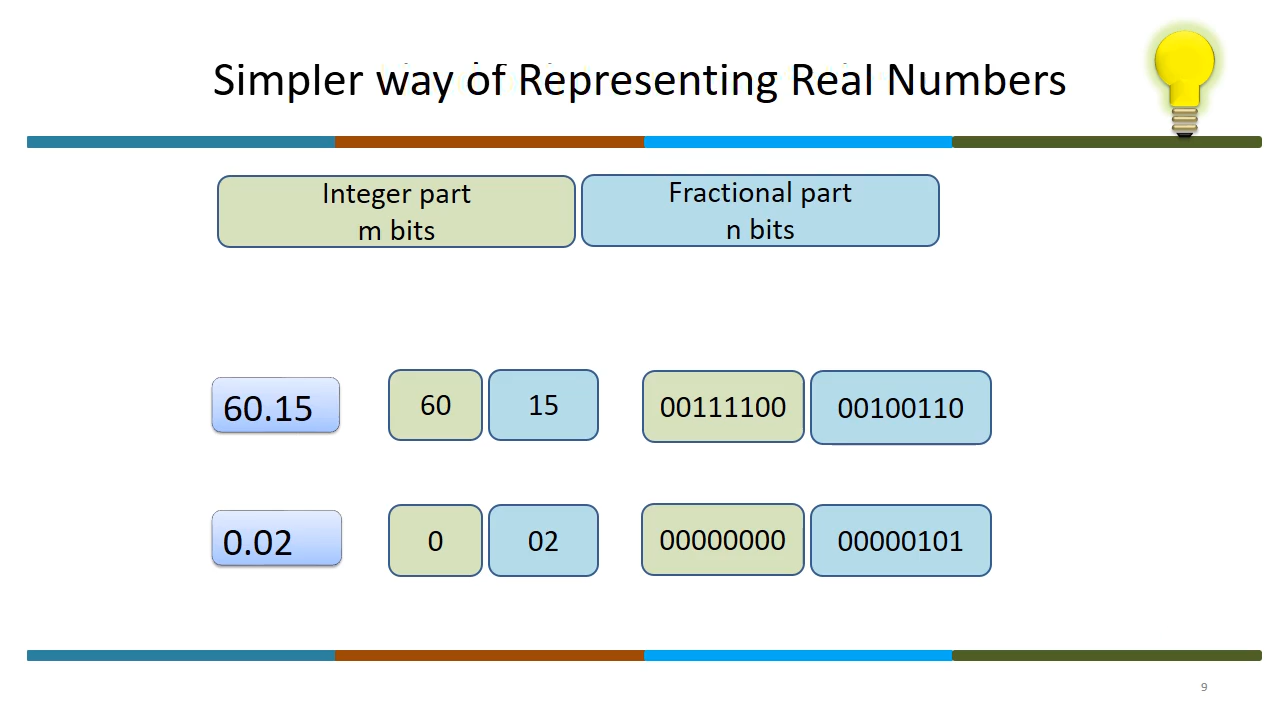 Simpler way of Representing Real Numbers
Integer part
m bits
Fractional part
n bits
60.15
60
15
00111100
00100110
0.02
0
02
00000000
00000101
9